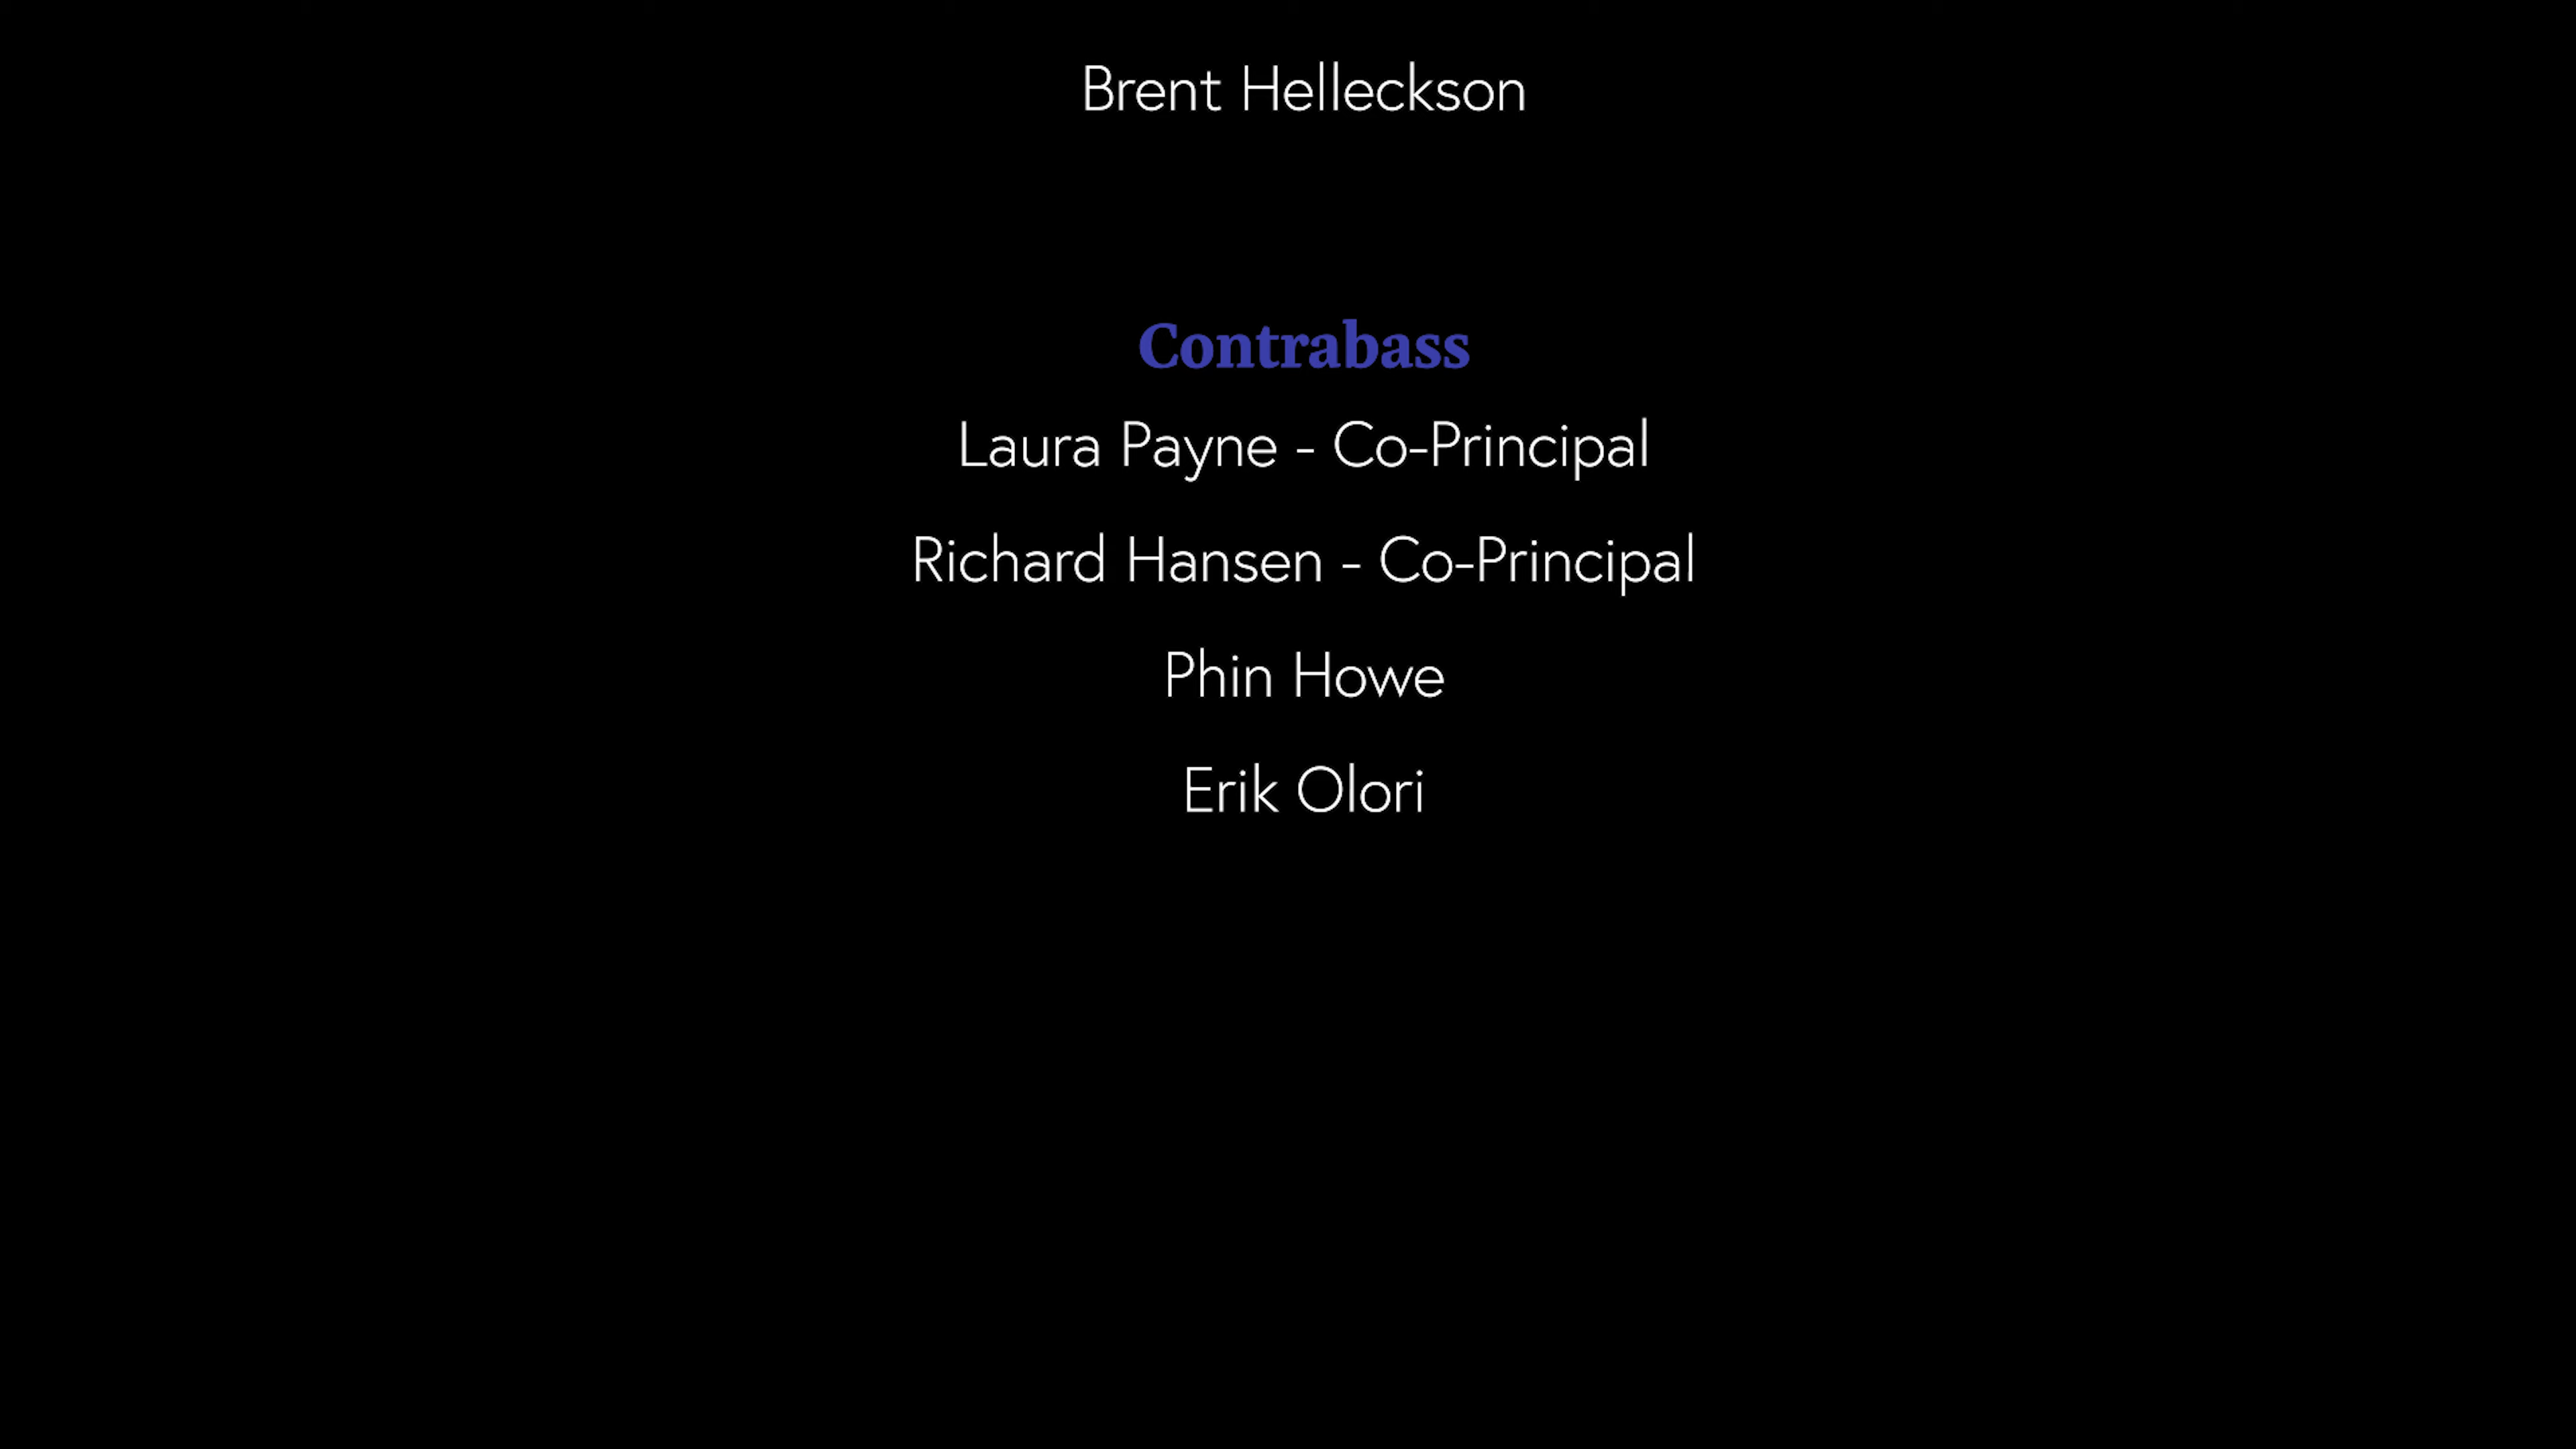 Brent Helleckson
Contrabass
Laura Payne - Co-Principal
Richard Hansen - Co-Principal
Phin Howe
Erik Olori